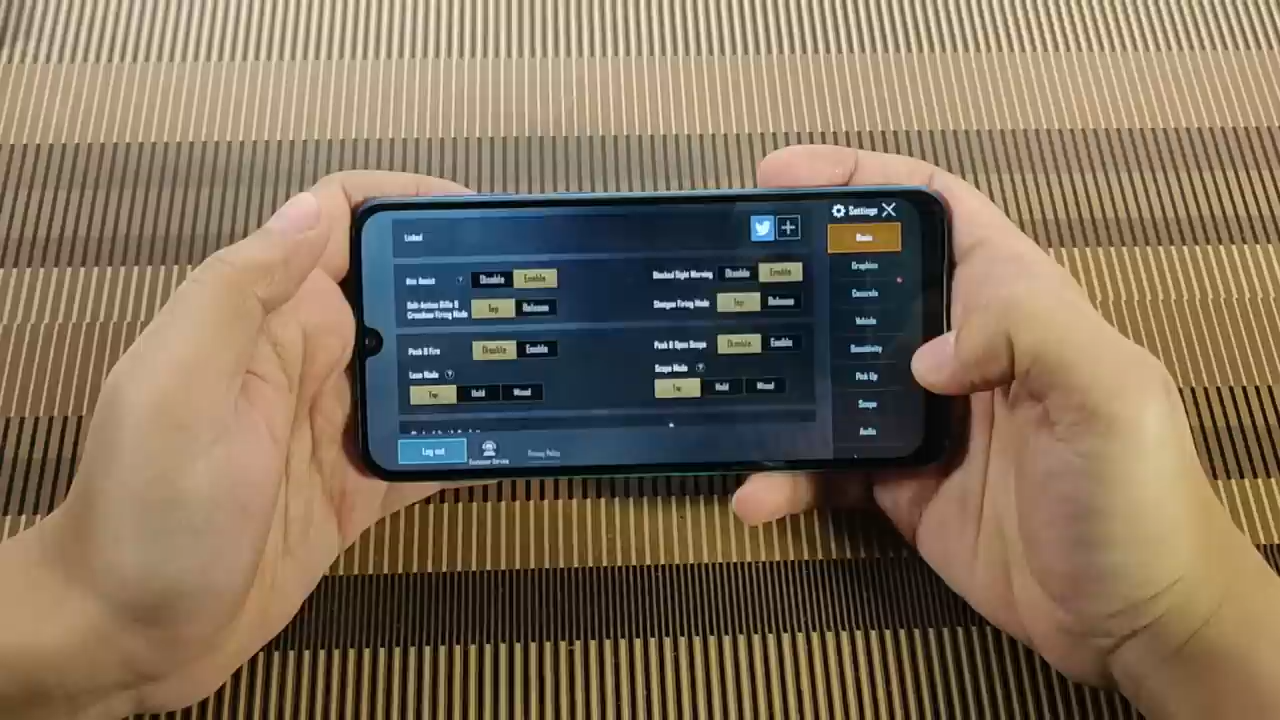 Settings
Linked
Basic
Aim Assist ? Disable Enable
Blocked Sight Warning Disable Enable
Graphics
Bolt-Action Rifle &
Crossbow Firing Mode Tap Release
Shotgun Firing Mode Tap Release
Controls
Vehicle
Peek & Fire Disable Enable
Peek & Open Scope Disable Enable
Sensitivity
Lean Mode ?
Scope Mode ?
Pick Up
Tap Hold Mixed
Tap Hold Mixed
Scope
Audio
Log out
Customer Service
Privacy Policy